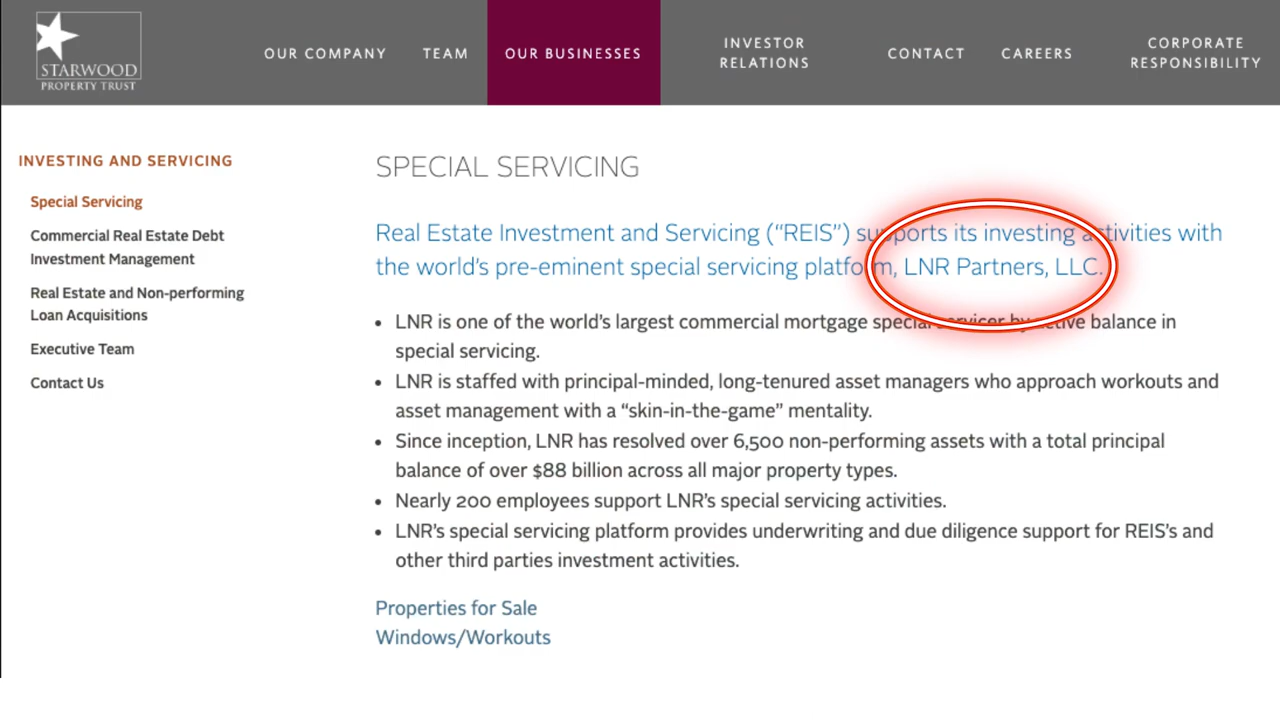 STARWOOD
PROPERTY TRUST
OUR COMPANY
TEAM
OUR BUSINESSES
INVESTOR
RELATIONS
CONTACT
CAREERS
CORPORATE
RESPONSIBILITY
INVESTING AND SERVICING
Special Servicing
Commercial Real Estate Debt
Investment Management
Real Estate and Non-performing
Loan Acquisitions
Executive Team
Contact Us
SPECIAL SERVICING
Real Estate Investment and Servicing (“REIS”) supports its investing activities with
the world’s pre-eminent special servicing platform, LNR Partners, LLC.
• LNR is one of the world’s largest commercial mortgage special servicer by active balance in
special servicing.
• LNR is staffed with principal-minded, long-tenured asset managers who approach workouts and
asset management with a “skin-in-the-game” mentality.
• Since inception, LNR has resolved over 6,500 non-performing assets with a total principal
balance of over $88 billion across all major property types.
• Nearly 200 employees support LNR’s special servicing activities.
• LNR’s special servicing platform provides underwriting and due diligence support for REIS’s and
other third parties investment activities.
Properties for Sale
Windows/Workouts